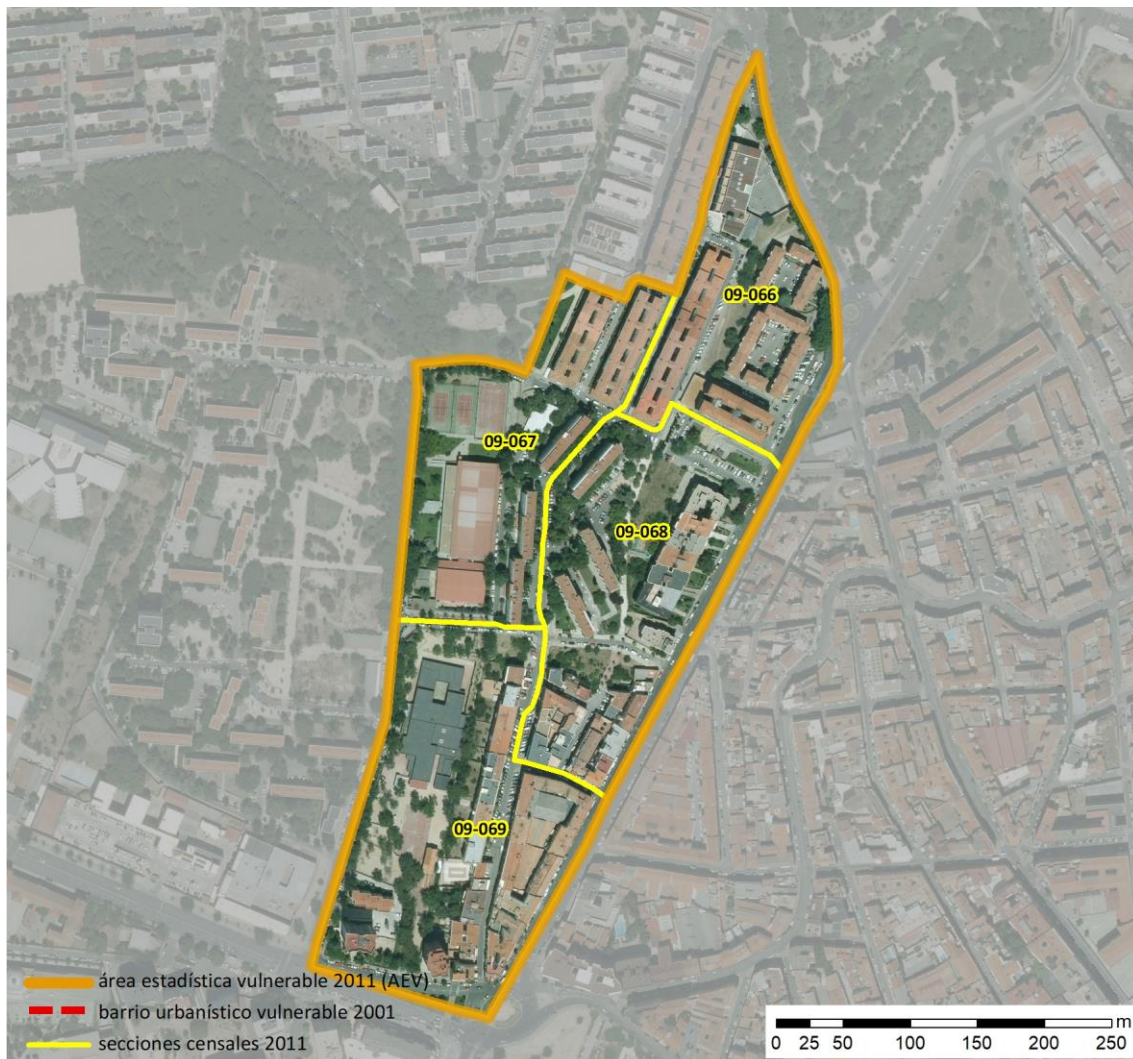 09-066
09-067
09-068
09-069
área estadística vulnerable 2011 (AEV)
barrio urbanístico vulnerable 2001
secciones censales 2011
m
0 25 50 100 150 200 250